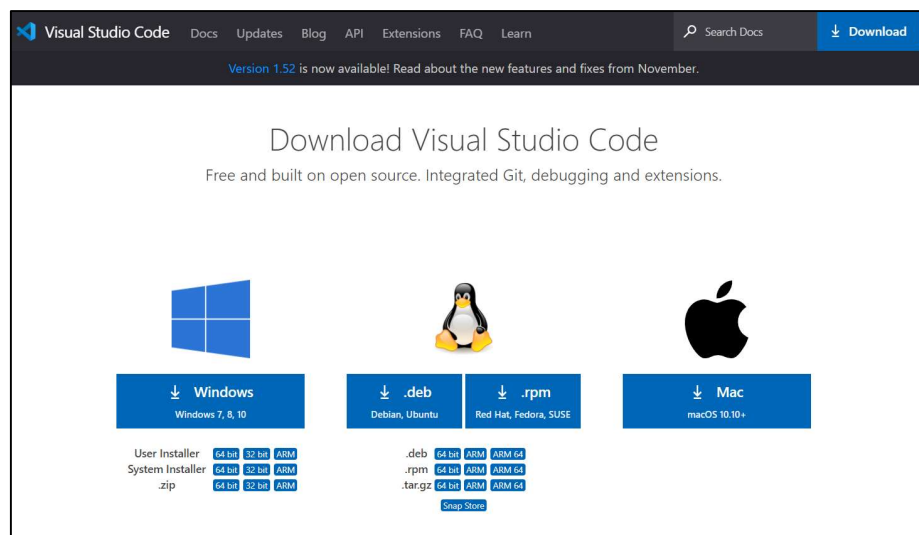 Visual Studio Code Docs Updates Blog API Extensions FAQ Learn Search Docs Download
Version 1.52 is now available! Read about the new features and fixes from November.
Download Visual Studio Code
Free and built on open source. Integrated Git, debugging and extensions.
Windows
Windows 7, 8, 10
.deb
Debian, Ubuntu
.rpm
Red Hat, Fedora, SUSE
Mac
macOS 10.10+
User Installer 64 bit 32 bit ARM
System Installer 64 bit 32 bit ARM
.zip 64 bit 32 bit ARM
.deb 64 bit ARM ARM 64
.rpm 64 bit ARM ARM 64
.tar.gz 64 bit ARM ARM 64
Snap Store